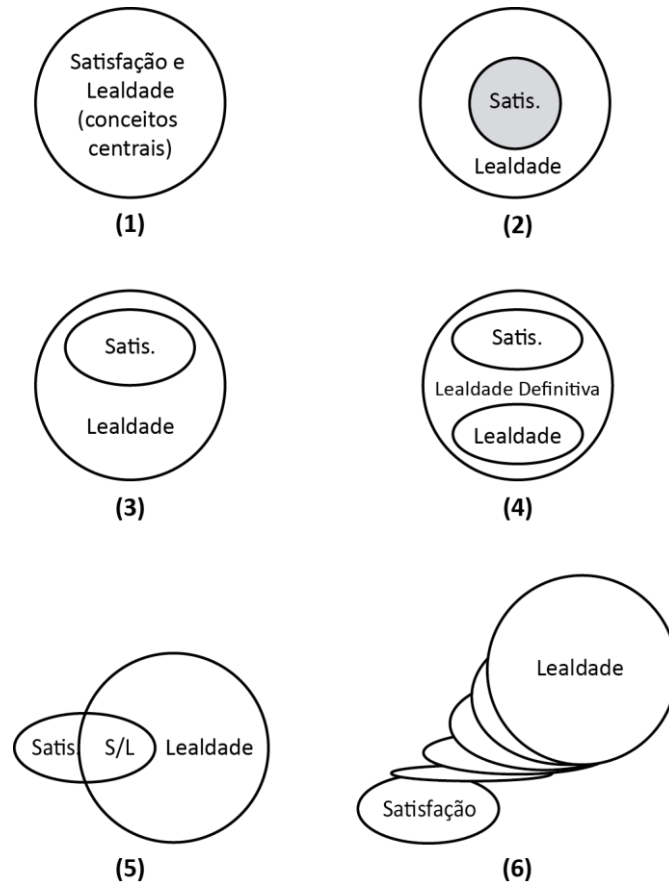 Satisfação e
Lealdade
(conceitos
centrais)
(1)
Satis.
Lealdade
(2)
Satis.
Lealdade
(3)
Satis.
Lealdade Definitiva
Lealdade
(4)
Satis. S/L Lealdade
(5)
Lealdade
Satisfação
(6)